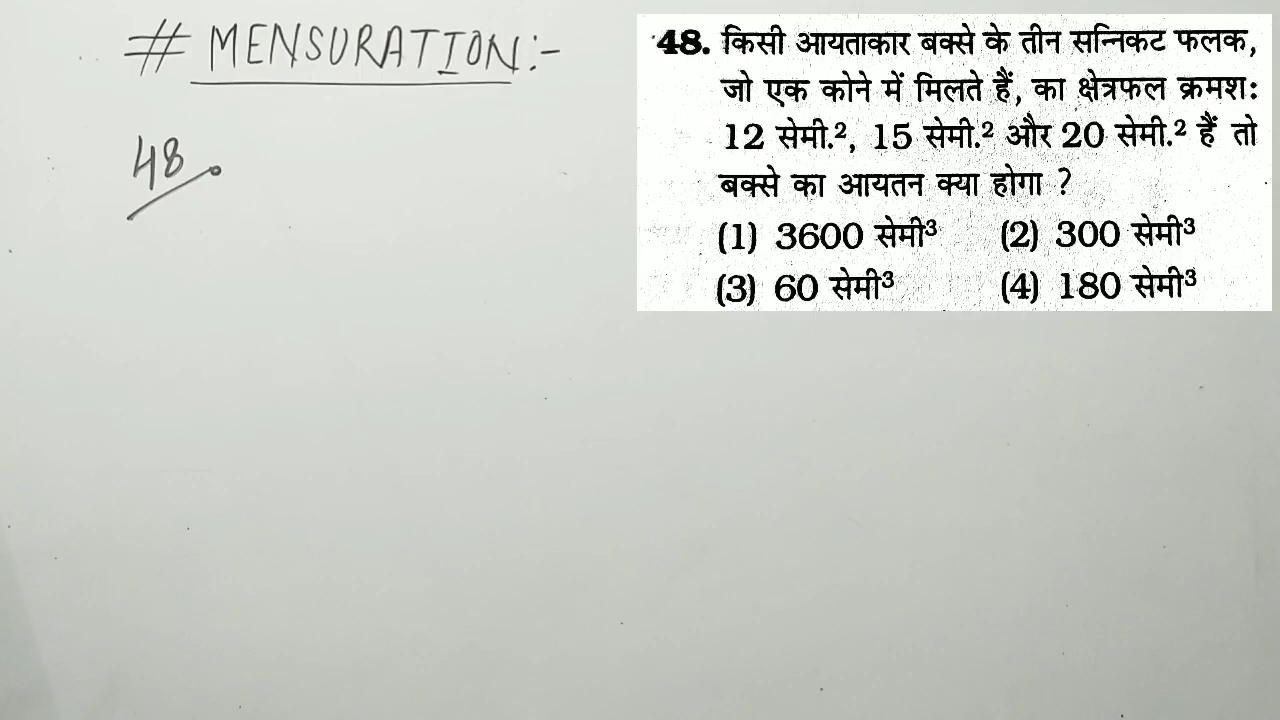 # MENSURATION:-
48.
48. किसी आयताकार बक्से के तीन सन्निकट फलक,
जो एक कोने में मिलते हैं, का क्षेत्रफल क्रमशः
12 सेमी.², 15 सेमी.² और 20 सेमी.² हैं तो
बक्से का आयतन क्या होगा ?
(1) 3600 सेमी³ (2) 300 सेमी³
(3) 60 सेमी³ (4) 180 सेमी³